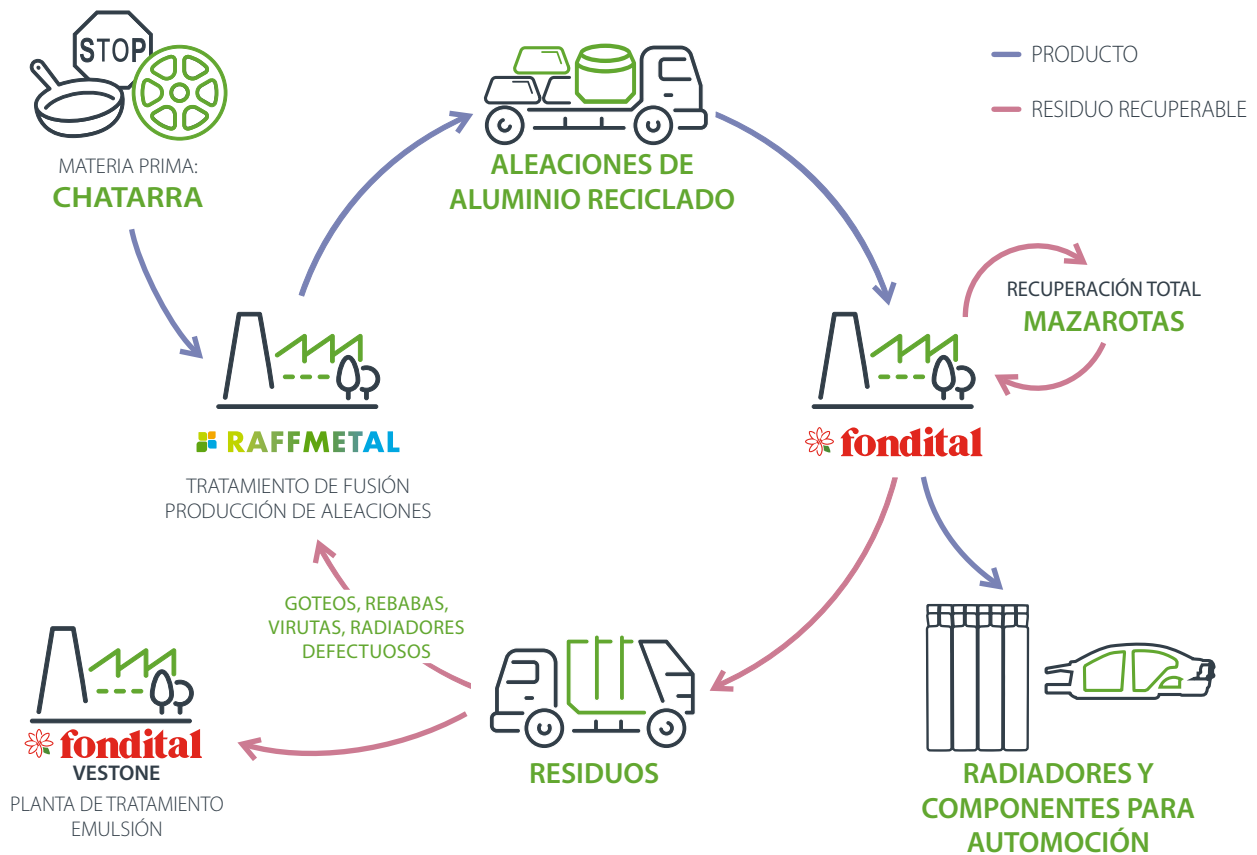 STOP
MATERIA PRIMA:
CHATARRA
ALEACIONES DE
ALUMINIO RECICLADO
PRODUCTO
RESIDUO RECUPERABLE
RECUPERACIÓN TOTAL
MAZAROTAS
RAFFMETAL
TRATAMIENTO DE FUSIÓN
PRODUCCIÓN DE ALEACIONES
fondital
GOTEOS, REBABAS,
VIRUTAS, RADIADORES
DEFECTUOSOS
fondital
VESTONE
PLANTA DE TRATAMIENTO
EMULSIÓN
RESIDUOS
RADIADORES Y
COMPONENTES PARA
AUTOMOCIÓN